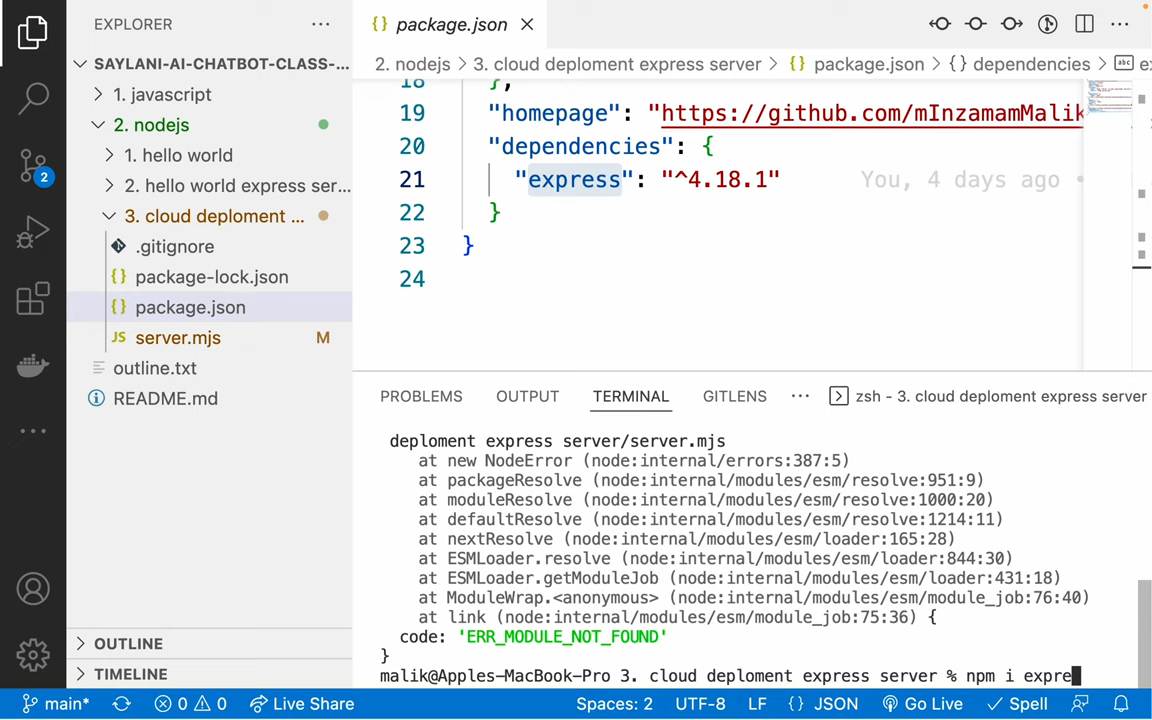 EXPLORER
SAYLANI-AI-CHATBOT-CLASS-...
1. javascript
2. nodejs
1. hello world
2. hello world express ser...
3. cloud deploment ...
.gitignore
package-lock.json
package.json
JS server.mjs M
outline.txt
README.md
OUTLINE
TIMELINE
2
package.json
2. nodejs > 3. cloud deploment express server > {} package.json > {} dependencies > abc
18 },
19 "homepage": "https://github.com/mInzamamMalik
20 "dependencies": {
21 "express": "^4.18.1" You, 4 days ago •
22 }
23 }
24
PROBLEMS OUTPUT TERMINAL GITLENS ... zsh - 3. cloud deploment express server
deploment express server/server.mjs
at new NodeError (node:internal/errors:387:5)
at packageResolve (node:internal/modules/esm/resolve:951:9)
at moduleResolve (node:internal/modules/esm/resolve:1000:20)
at defaultResolve (node:internal/modules/esm/resolve:1214:11)
at nextResolve (node:internal/modules/esm/loader:165:28)
at ESMLoader.resolve (node:internal/modules/esm/loader:844:30)
at ESMLoader.getModuleJob (node:internal/modules/esm/loader:431:18)
at ModuleWrap.<anonymous> (node:internal/modules/esm/module_job:76:40)
at link (node:internal/modules/esm/module_job:75:36) {
code: 'ERR_MODULE_NOT_FOUND'
}
malik@Apples-MacBook-Pro 3. cloud deploment express server % npm i expre
main* 0 0 Live Share Spaces: 2 UTF-8 LF {} JSON Go Live Spell